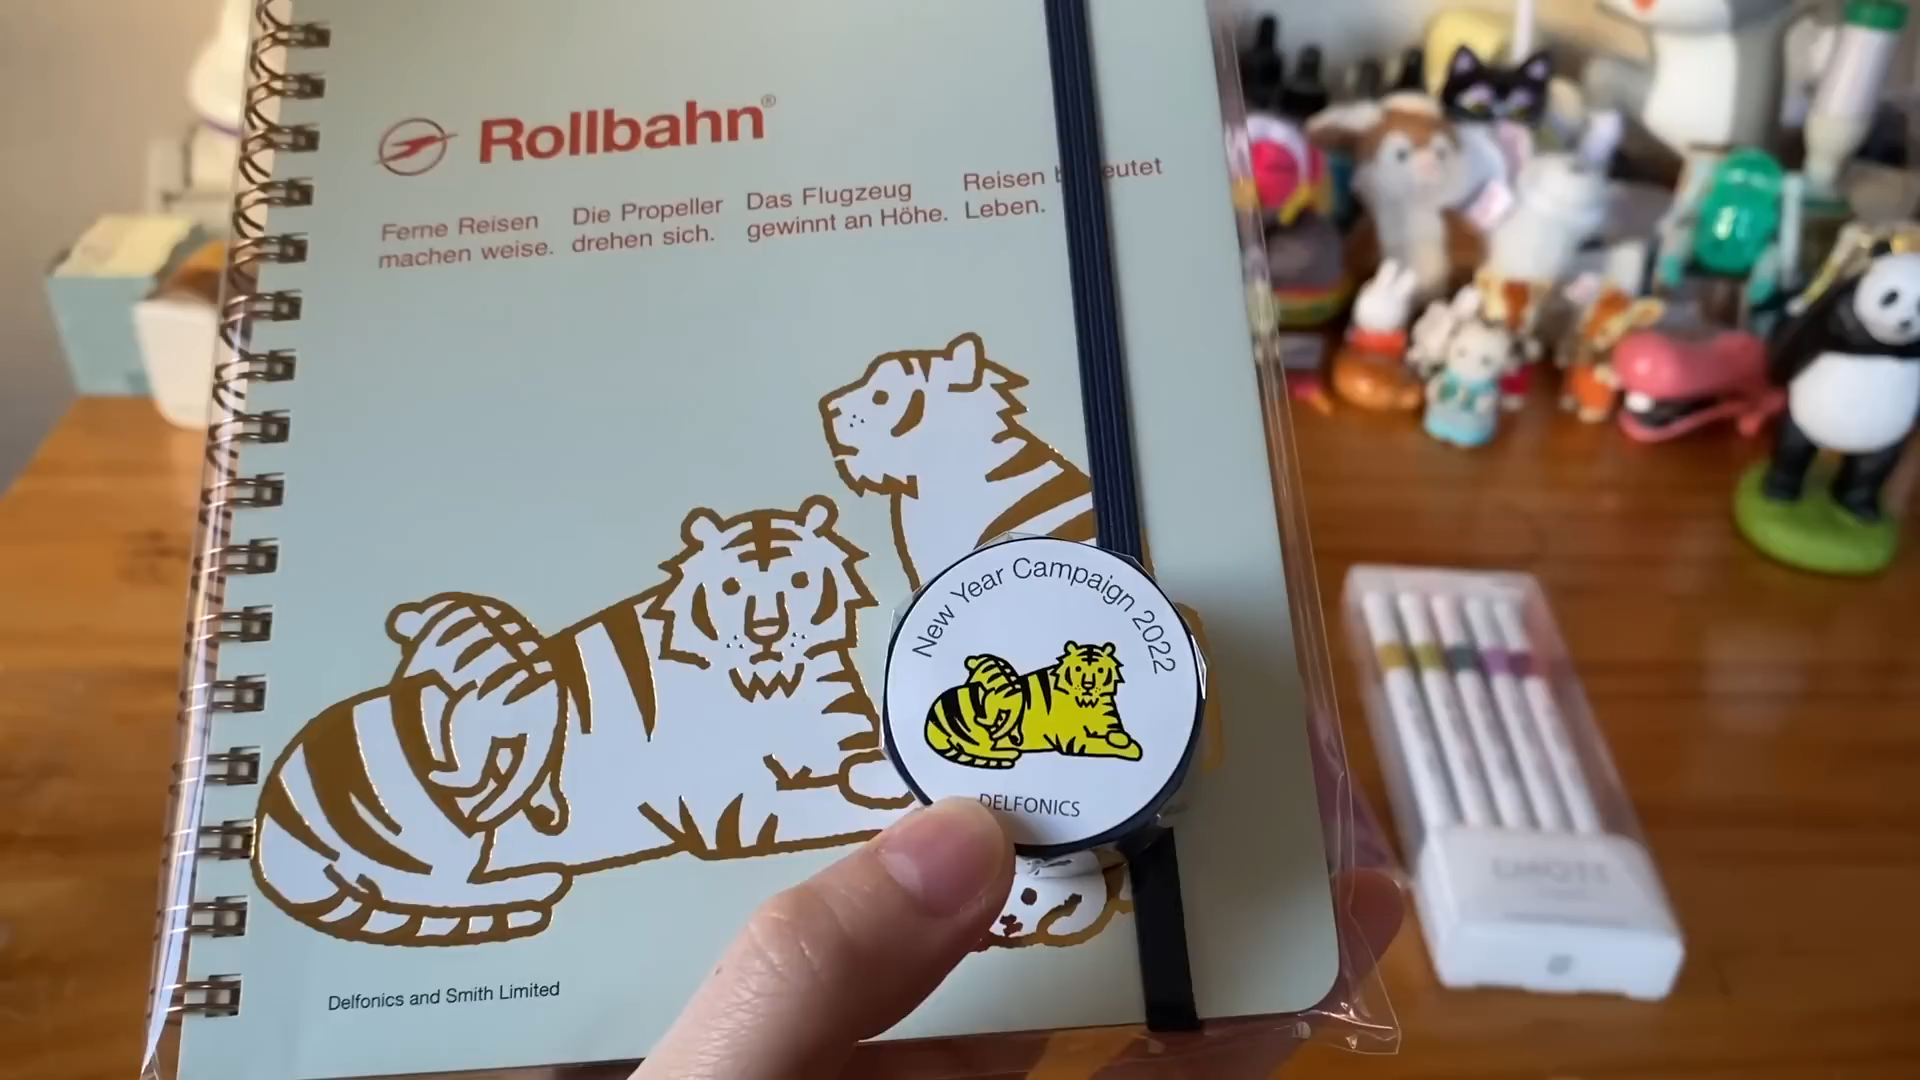 Rollbahn®
Ferne Reisen
machen weise.
Die Propeller
drehen sich.
Das Flugzeug
gewinnt an Höhe.
Reisen
Leben.
New Year Campaign 2022
DELFONICS
Delfonics and Smith Limited